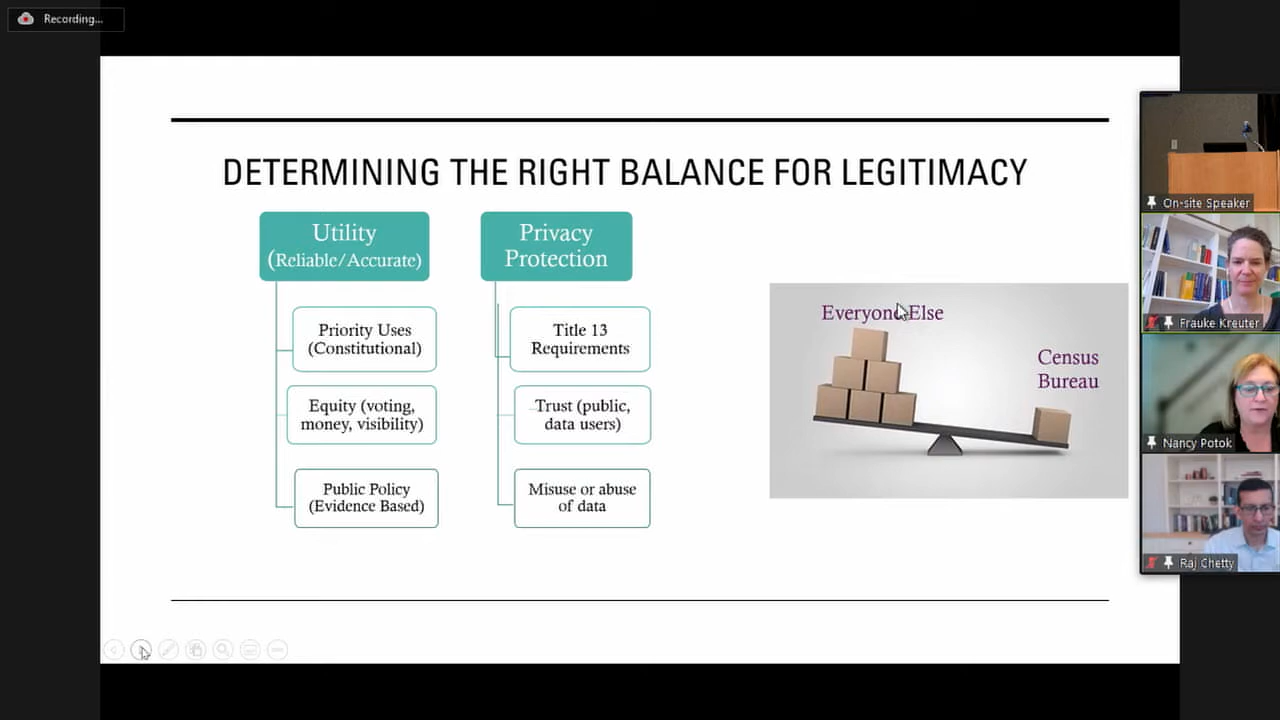 Recording...
DETERMINING THE RIGHT BALANCE FOR LEGITIMACY
Utility
(Reliable/Accurate)
Priority Uses
(Constitutional)
Equity (voting,
money, visibility)
Public Policy
(Evidence Based)
Privacy
Protection
Title 13
Requirements
Trust (public,
data users)
Misuse or abuse
of data
Everyone Else
Census
Bureau
On-site Speaker
Frauke Kreuter
Nancy Potok
Raj Chetty